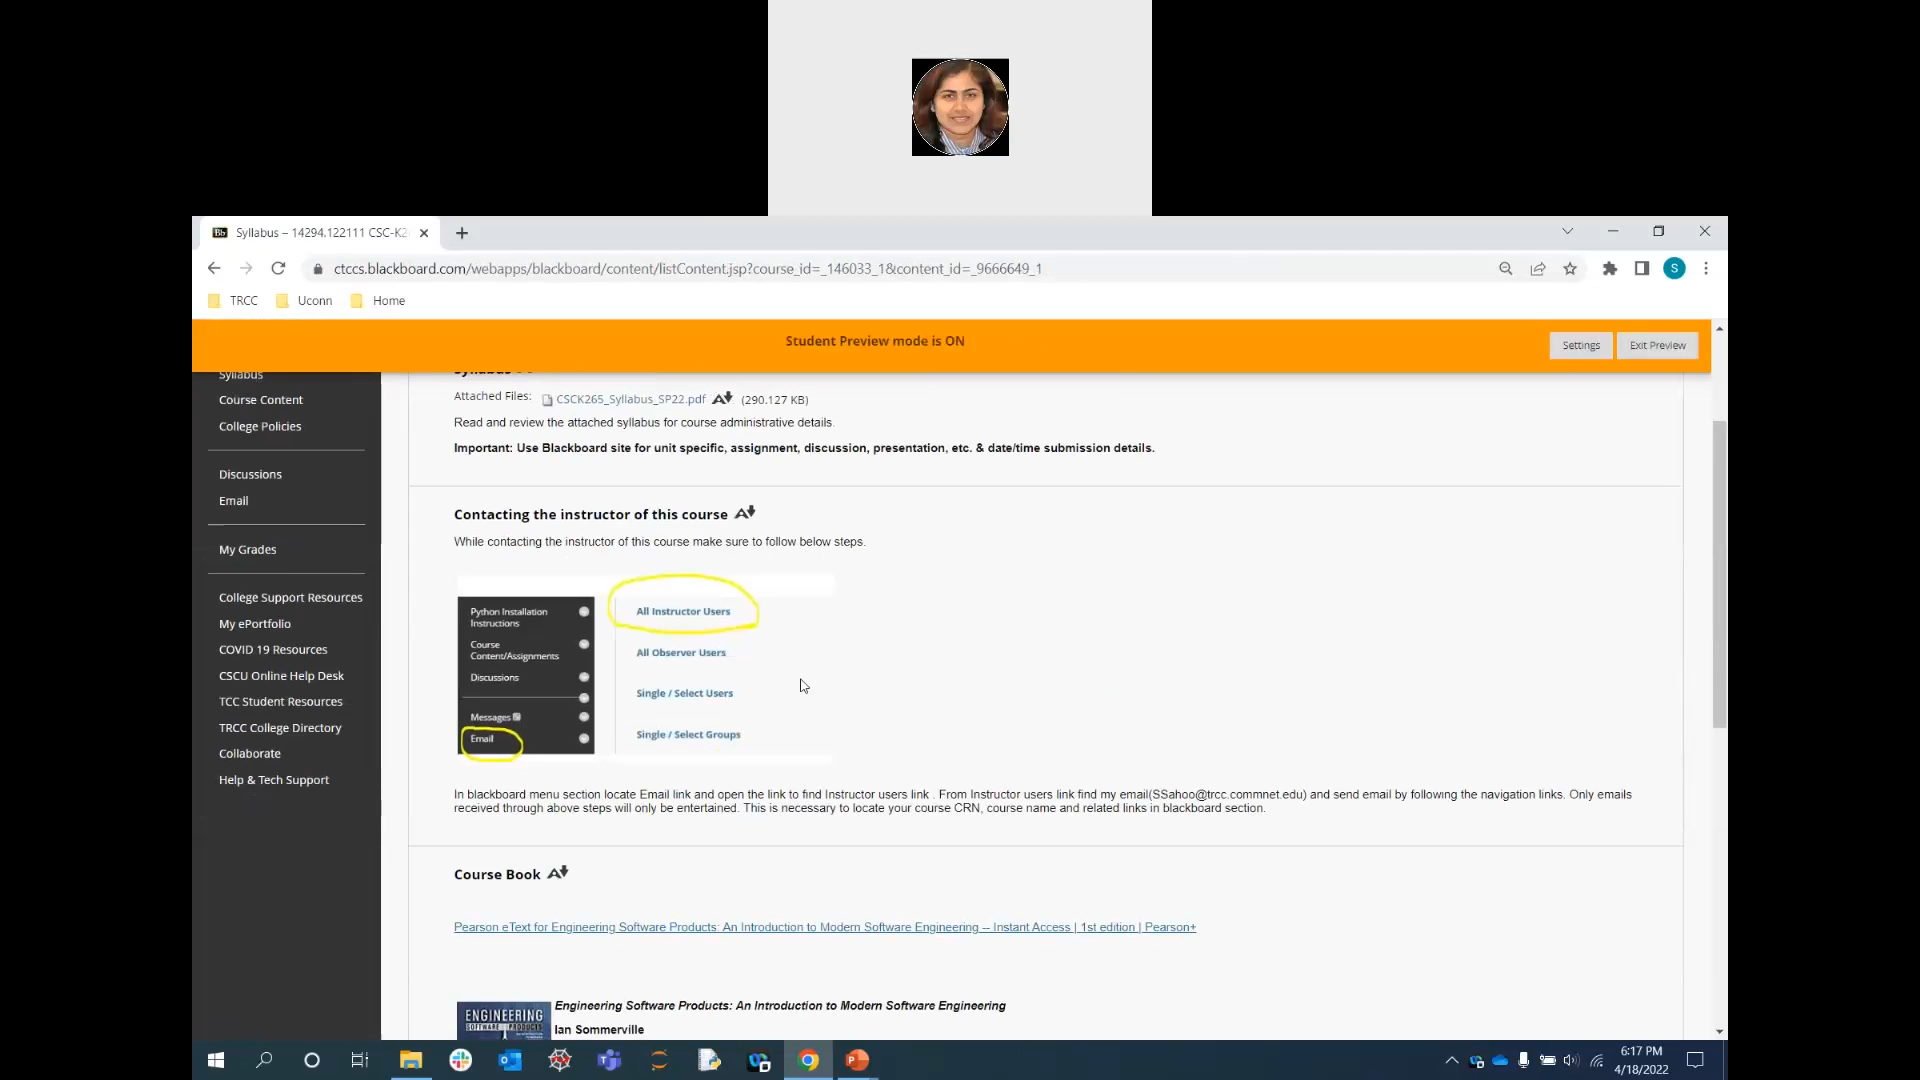 Syllabus – 14294.122111 CSC-K2
ctccs.blackboard.com/webapps/blackboard/content/listContent.jsp?course_id=_146033_1&content_id=_9666649_1
S
TRCC
Uconn
Home
Student Preview mode is ON
Settings
Exit Preview
Syllabus
Course Content
College Policies
Discussions
Email
My Grades
College Support Resources
My ePortfolio
COVID 19 Resources
CSCU Online Help Desk
TCC Student Resources
TRCC College Directory
Collaborate
Help & Tech Support
Syllabus
Attached Files:
CSCK265_Syllabus_SP22.pdf
(290.127 KB)
Read and review the attached syllabus for course administrative details.
Important: Use Blackboard site for unit specific, assignment, discussion, presentation, etc. & date/time submission details.
Contacting the instructor of this course
While contacting the instructor of this course make sure to follow below steps.
Python Installation
Instructions
Course
Content/Assignments
Discussions
Messages
Email
All Instructor Users
All Observer Users
Single / Select Users
Single / Select Groups
In blackboard menu section locate Email link and open the link to find Instructor users link . From Instructor users link find my email(SSahoo@trcc.commnet.edu) and send email by following the navigation links. Only emails
received through above steps will only be entertained. This is necessary to locate your course CRN, course name and related links in blackboard section.
Course Book
Pearson eText for Engineering Software Products: An Introduction to Modern Software Engineering -- Instant Access | 1st edition | Pearson+
ENGINEERING
SOFTWARE PRODUCTS
Engineering Software Products: An Introduction to Modern Software Engineering
Ian Sommerville
6:17 PM
4/18/2022